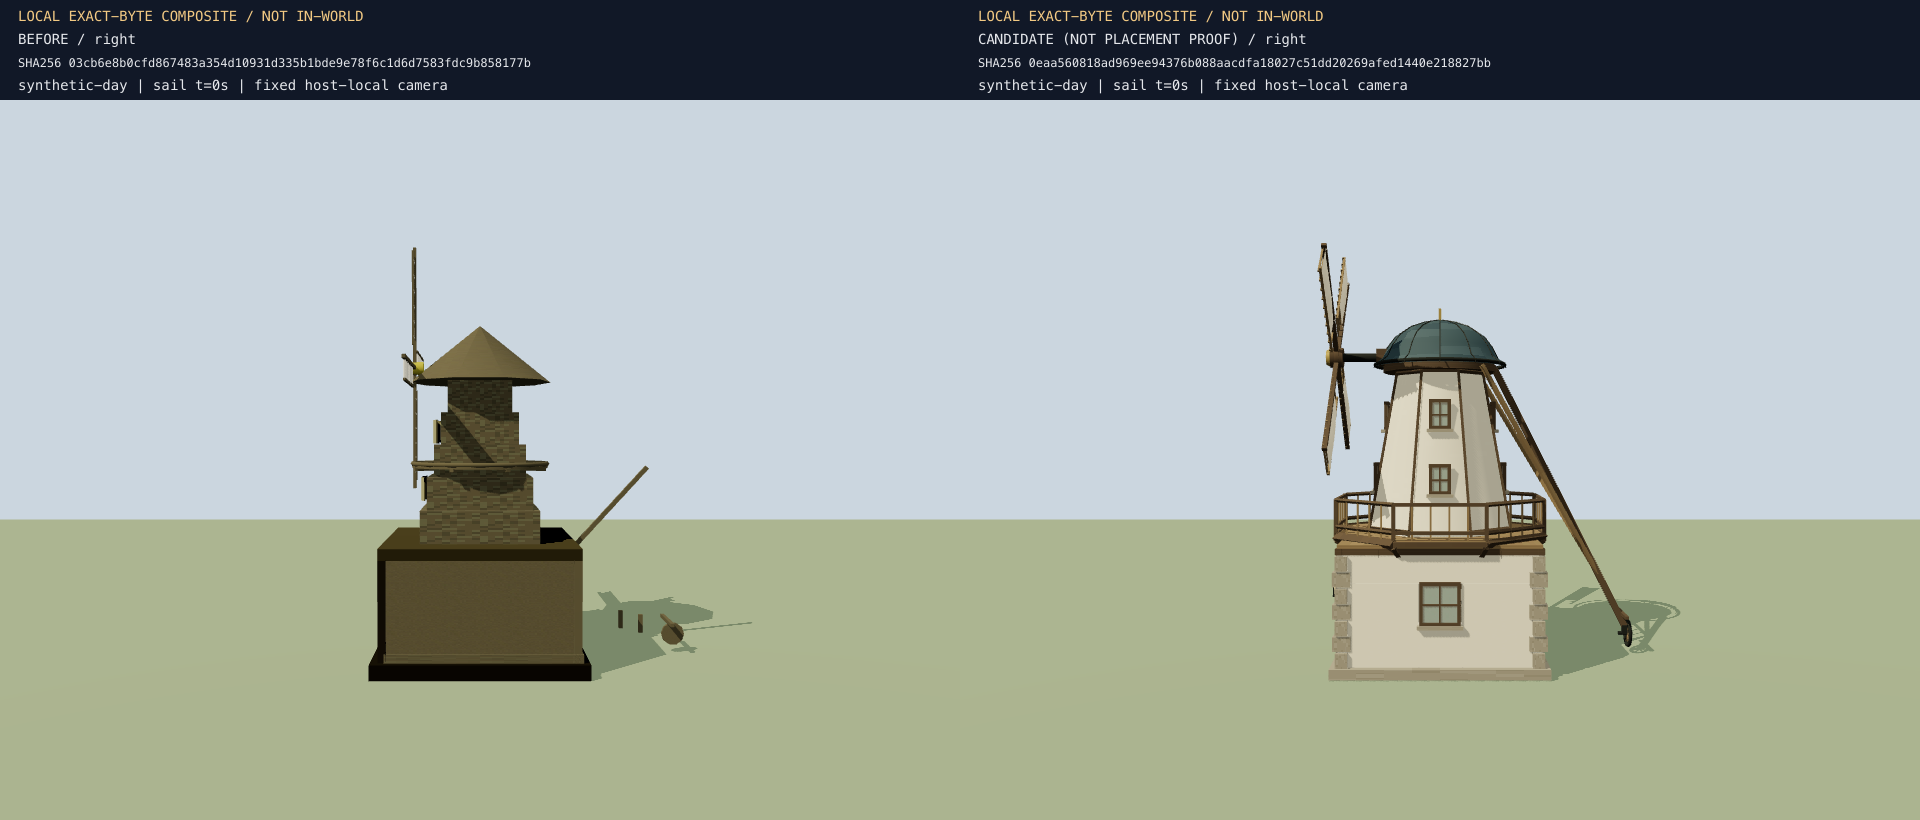 LOCAL EXACT-BYTE COMPOSITE / NOT IN-WORLD
BEFORE / right
SHA256 03cb6e8b0cfd867483a354d10931d335b1bde9e78f6c1d6d7583fdc9b858177b
synthetic-day | sail t=0s | fixed host-local camera
LOCAL EXACT-BYTE COMPOSITE / NOT IN-WORLD
CANDIDATE (NOT PLACEMENT PROOF) / right
SHA256 0eaa560818ad969ee94376b088aacdfa18027c51dd20269afed1440e218827bb
synthetic-day | sail t=0s | fixed host-local camera